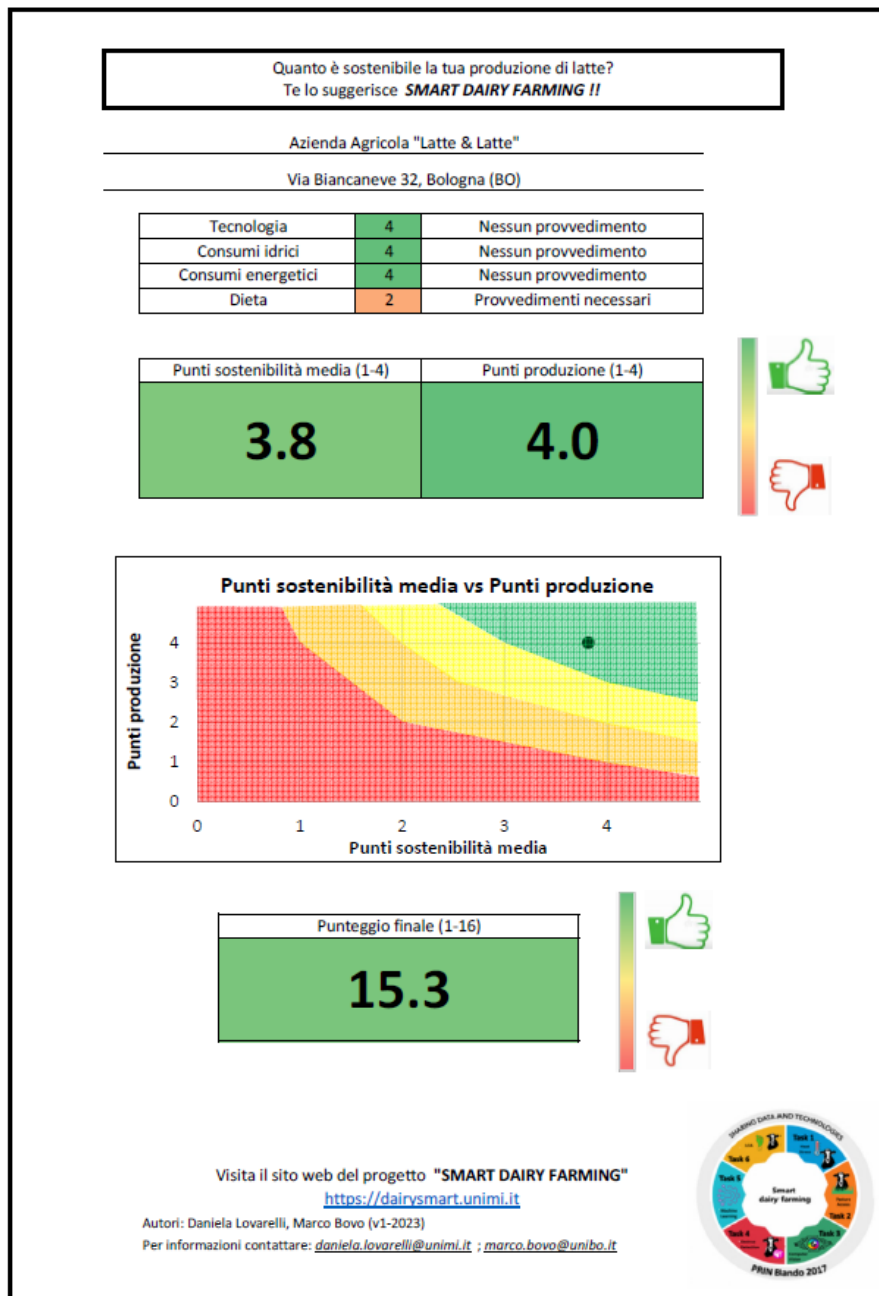 Quanto è sostenibile la tua produzione di latte?
Te lo suggerisce SMART DAIRY FARMING !!
Azienda Agricola "Latte & Latte"
Via Biancaneve 32, Bologna (BO)
Tecnologia 4 Nessun provvedimento
Consumi idrici 4 Nessun provvedimento
Consumi energetici 4 Nessun provvedimento
Dieta 2 Provvedimenti necessari
Punti sostenibilità media (1-4) Punti produzione (1-4)
3.8 4.0
Punti sostenibilità media vs Punti produzione
Punti produzione
4
3
2
1
0
0 1 2 3 4
Punti sostenibilità media
Punteggio finale (1-16)
15.3
Visita il sito web del progetto "SMART DAIRY FARMING"
https://dairysmart.unimi.it
Autori: Daniela Lovarelli, Marco Bovo (v1-2023)
Per informazioni contattare: daniela.lovarelli@unimi.it ; marco.bovo@unibo.it
SHARING DATA AND TECHNOLOGIES
Task 1
Task 2
Task 3
Task 4
Task 5
Task 6
Smart
dairy farming
PRIN Bando 2017